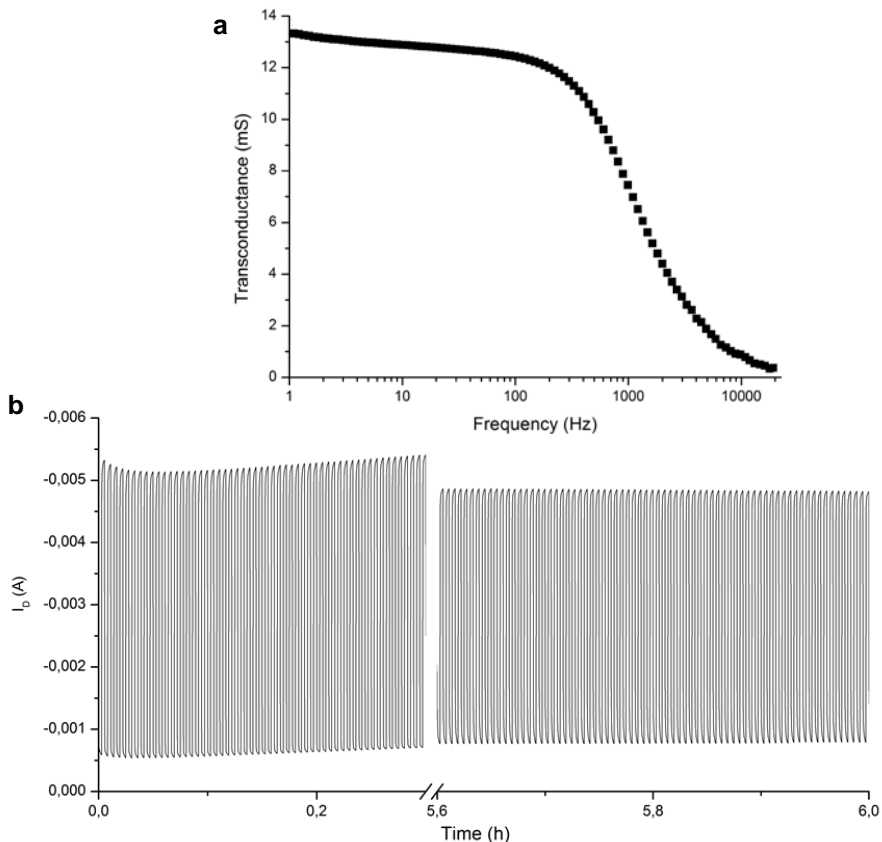 a
14
12
10
8
6
4
2
0
Transconductance (mS)
1 10 100 1000 10000
Frequency (Hz)
b
-0,006
-0,005
-0,004
-0,003
-0,002
-0,001
0,000
I_D (A)
0,0 0,2 5,6 5,8 6,0
Time (h)